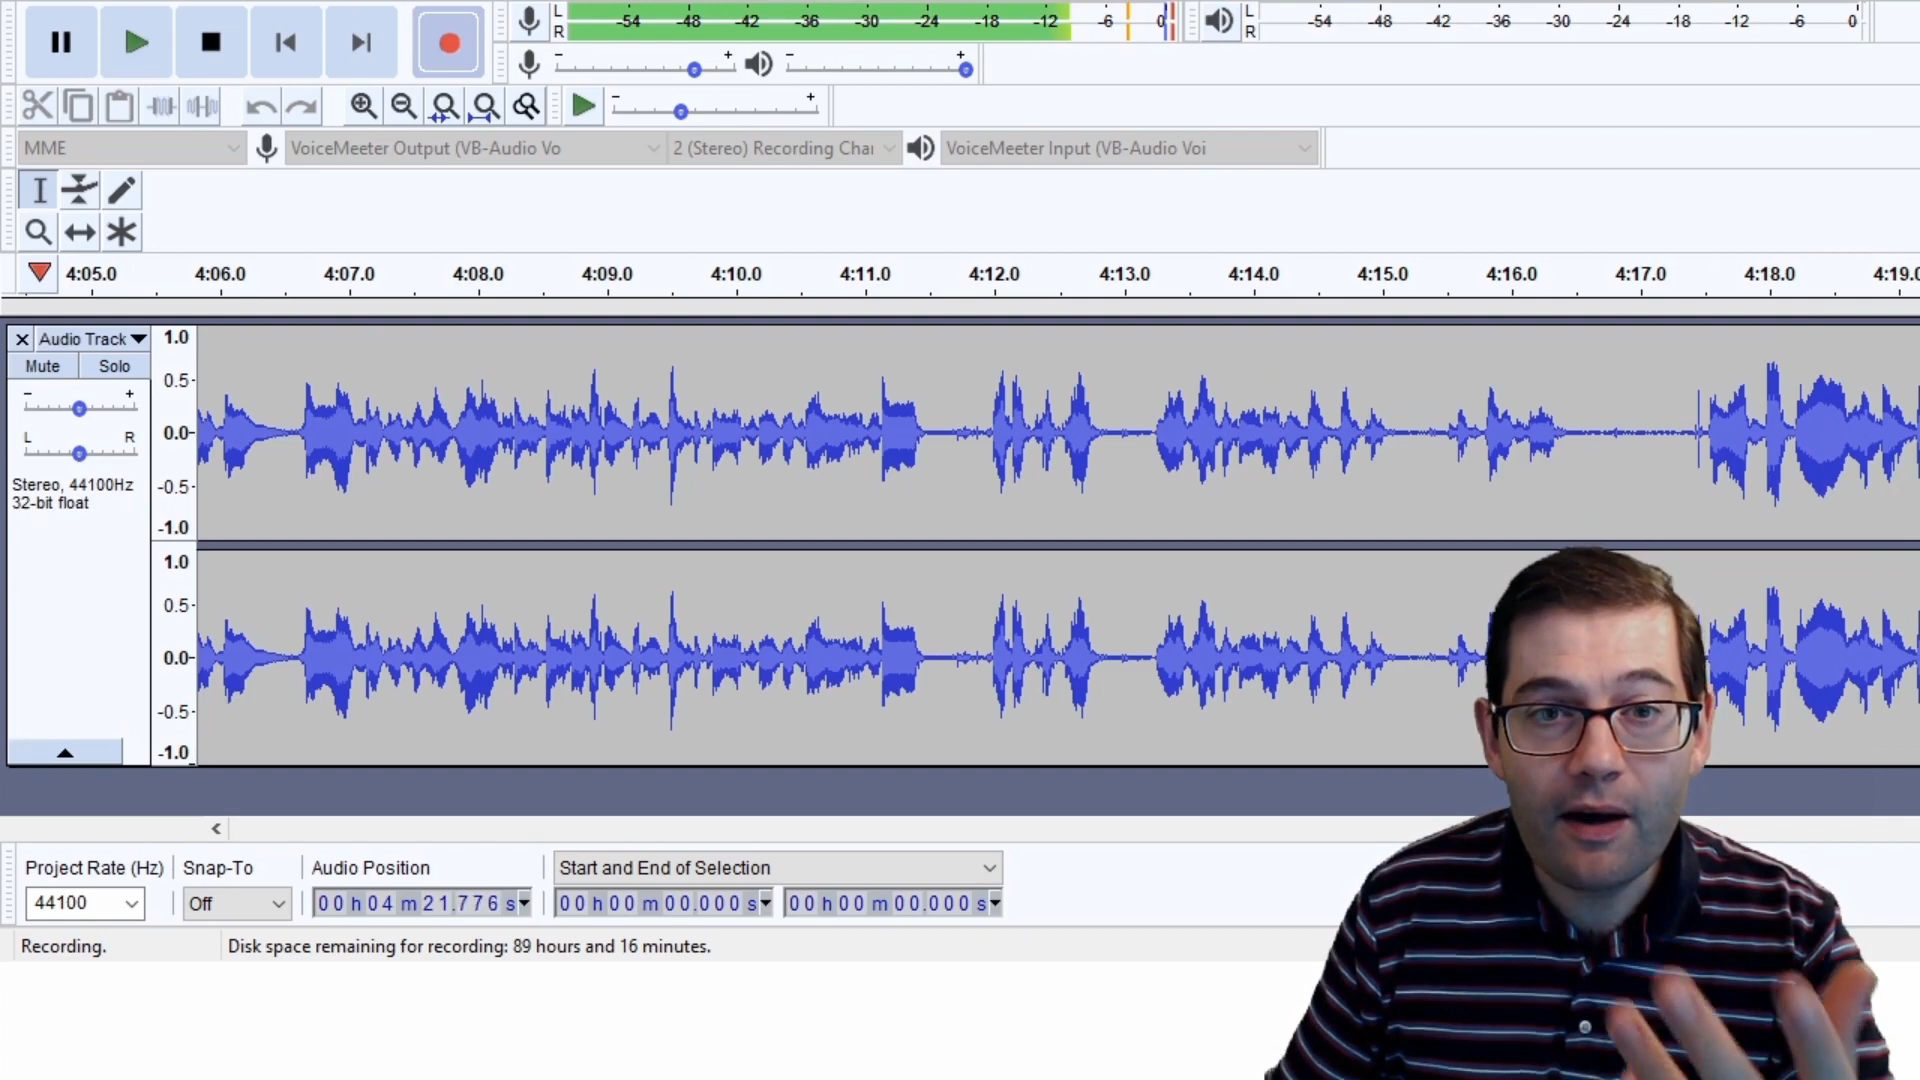 L
R
-54 -48 -42 -36 -30 -24 -18 -12 -6 0
L
R
-54 -48 -42 -36 -30 -24 -18 -12 -6 0
- +
- +
- +
MME
VoiceMeeter Output (VB-Audio Vo
2 (Stereo) Recording Char
VoiceMeeter Input (VB-Audio Voi
4:05.0 4:06.0 4:07.0 4:08.0 4:09.0 4:10.0 4:11.0 4:12.0 4:13.0 4:14.0 4:15.0 4:16.0 4:17.0 4:18.0 4:19.0
Audio Track
Mute Solo
- +
L R
Stereo, 44100Hz
32-bit float
1.0
0.5-
0.0-
-0.5-
-1.0
1.0
0.5-
0.0-
-0.5-
-1.0
Project Rate (Hz) Snap-To Audio Position Start and End of Selection
44100 Off 00 h 04 m 21.776 s 00 h 00 m 00.000 s 00 h 00 m 00.000 s
Recording. Disk space remaining for recording: 89 hours and 16 minutes.